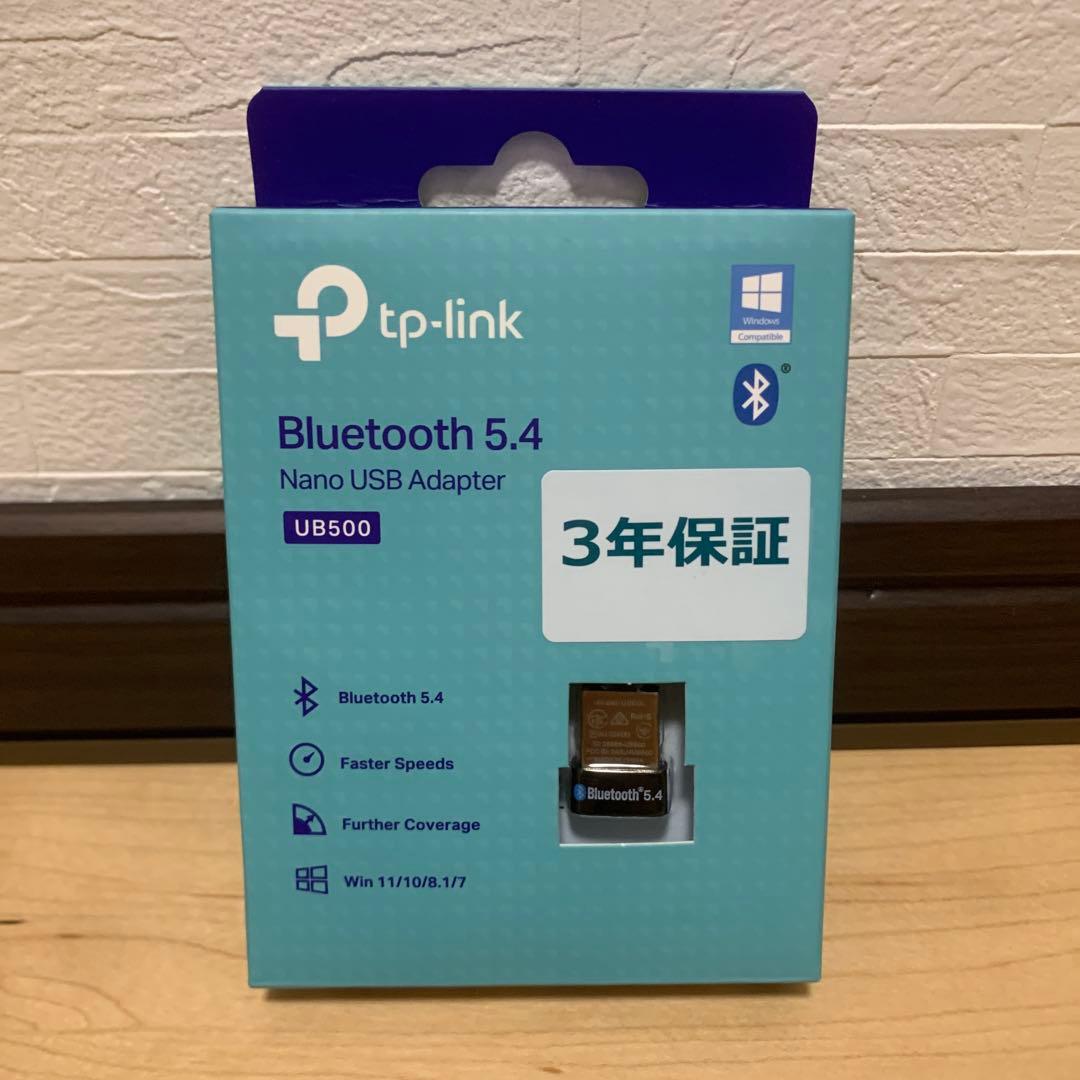 tp-link
Windows
Compatible
®
Bluetooth 5.4
Nano USB Adapter
UB500
3年保証
Bluetooth 5.4
Faster Speeds
Further Coverage
Win 11/10/8.1/7
RoHS
Bluetooth® 5.4